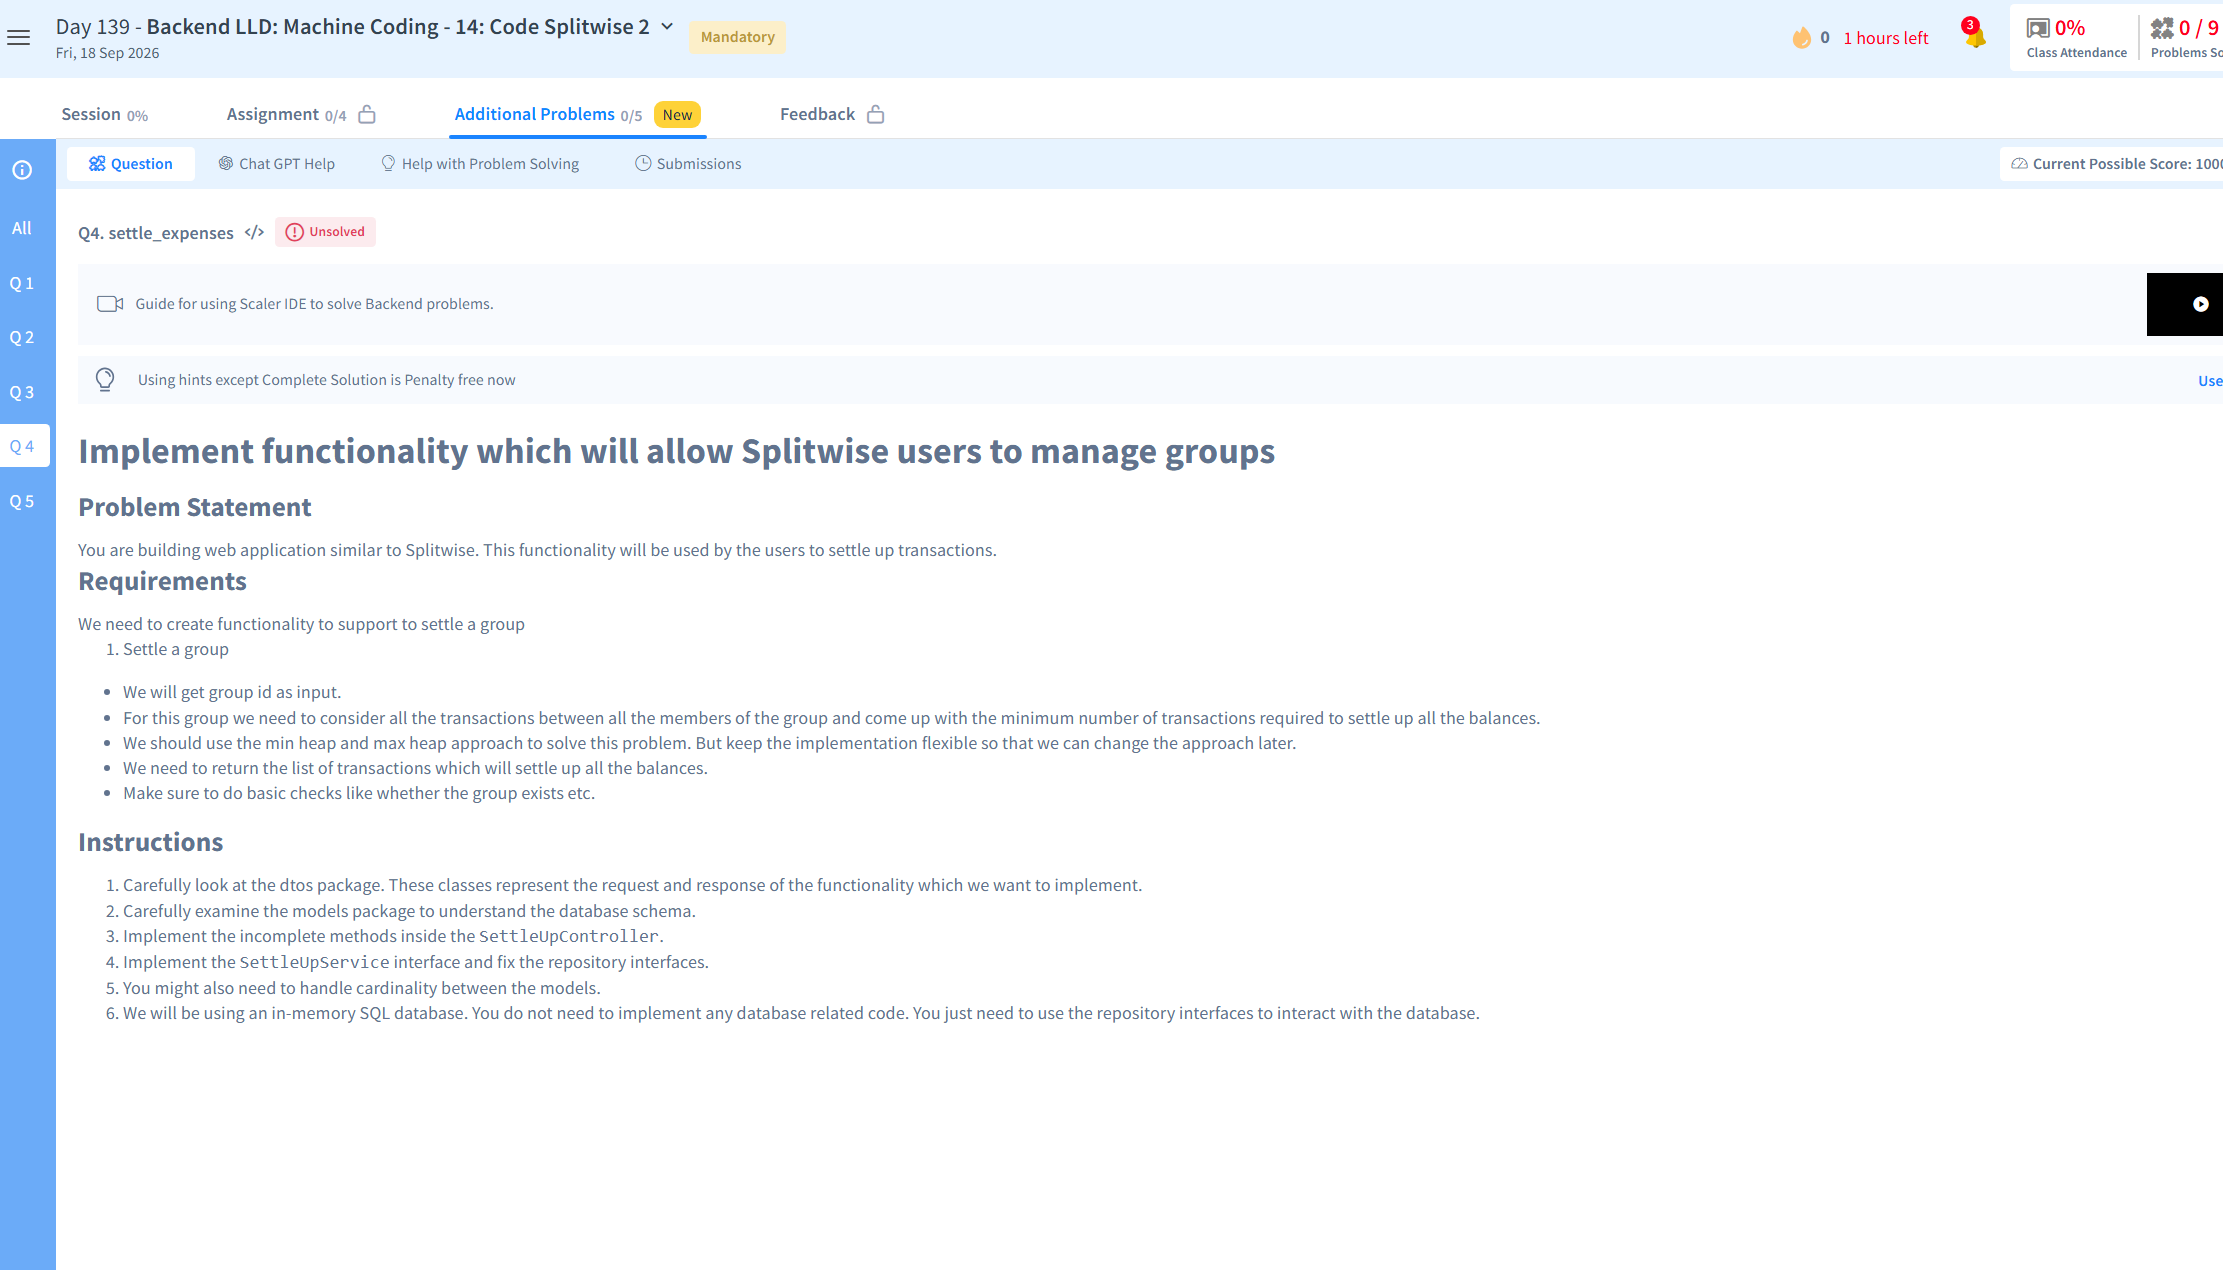 Day 139 - Backend LLD: Machine Coding - 14: Code Splitwise 2
Mandatory
Fri, 18 Sep 2026
0 1 hours left
3
0%
Class Attendance
0 / 9
Problems So
Session 0%
Assignment 0/4
Additional Problems 0/5 New
Feedback
Question
Chat GPT Help
Help with Problem Solving
Submissions
Current Possible Score: 100
All
Q 1
Q 2
Q 3
Q 4
Q 5
Q4. settle_expenses </> Unsolved
Guide for using Scaler IDE to solve Backend problems.
Using hints except Complete Solution is Penalty free now
Use
Implement functionality which will allow Splitwise users to manage groups
Problem Statement
You are building web application similar to Splitwise. This functionality will be used by the users to settle up transactions.
Requirements
We need to create functionality to support to settle a group
1. Settle a group
• We will get group id as input.
• For this group we need to consider all the transactions between all the members of the group and come up with the minimum number of transactions required to settle up all the balances.
• We should use the min heap and max heap approach to solve this problem. But keep the implementation flexible so that we can change the approach later.
• We need to return the list of transactions which will settle up all the balances.
• Make sure to do basic checks like whether the group exists etc.
Instructions
1. Carefully look at the dtos package. These classes represent the request and response of the functionality which we want to implement.
2. Carefully examine the models package to understand the database schema.
3. Implement the incomplete methods inside the SettleUpController.
4. Implement the SettleUpService interface and fix the repository interfaces.
5. You might also need to handle cardinality between the models.
6. We will be using an in-memory SQL database. You do not need to implement any database related code. You just need to use the repository interfaces to interact with the database.